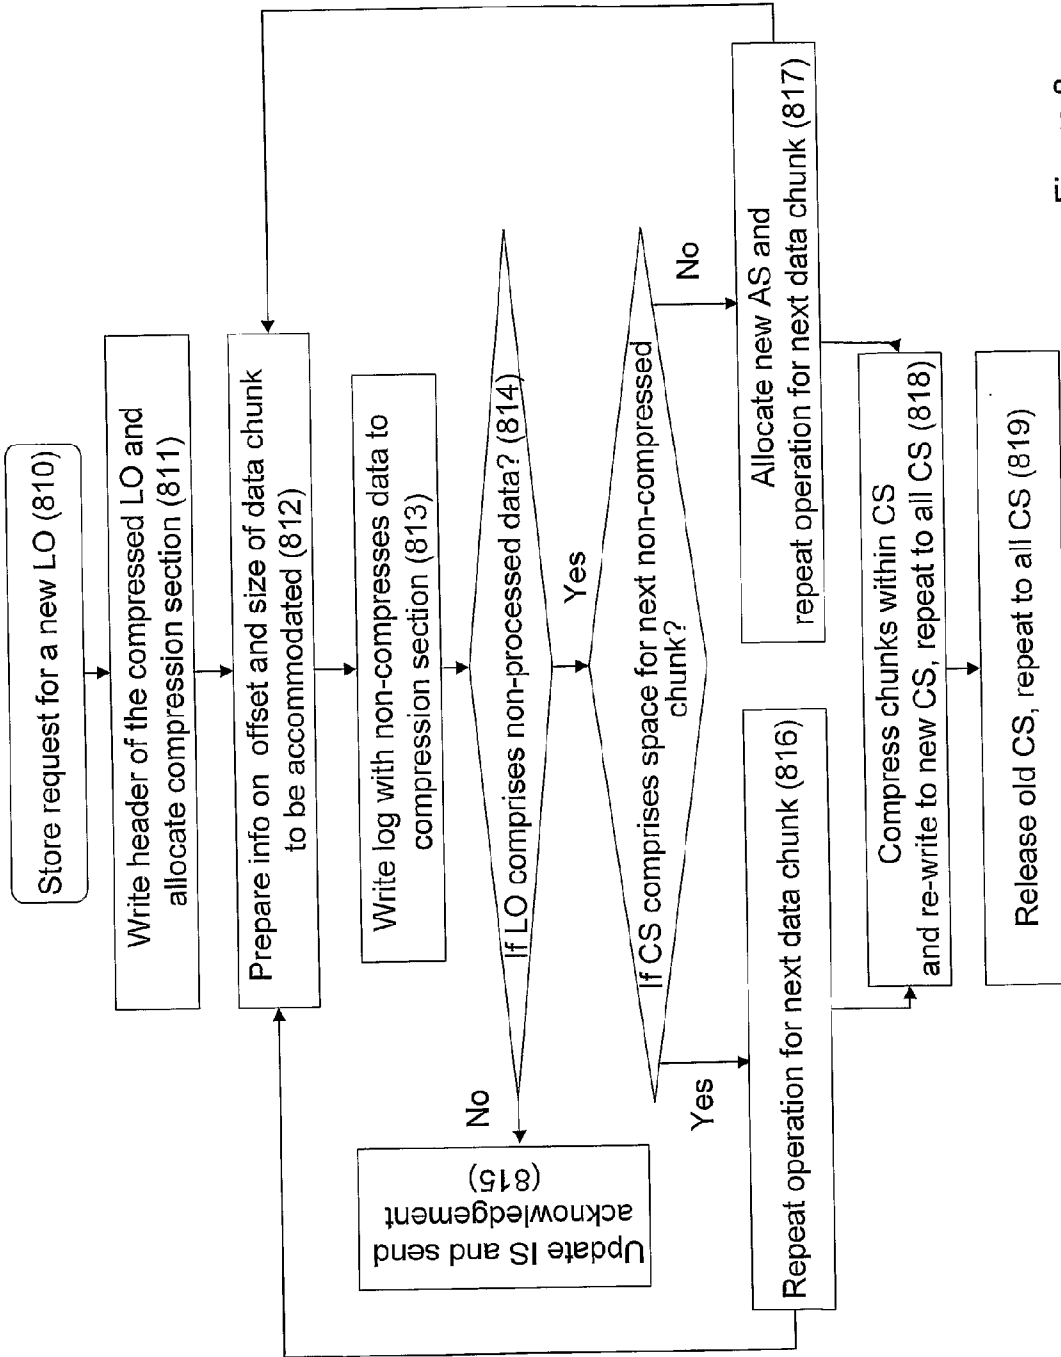 Store request for a new LO (810)
Write header of the compressed LO and
allocate compression section (811)
Prepare info on offset and size of data chunk
to be accommodated (812)
Write log with non-compresses data to
compression section (813)
If LO comprises non-processed data? (814)
No
Update IS and send
acknowledgement
(815)
Yes
If CS comprises space for next non-compressed
chunk?
Yes
No
Repeat operation for next data chunk (816)
Allocate new AS and
repeat operation for next data chunk (817)
Compress chunks within CS
and re-write to new CS, repeat to all CS (818)
Release old CS, repeat to all CS (819)